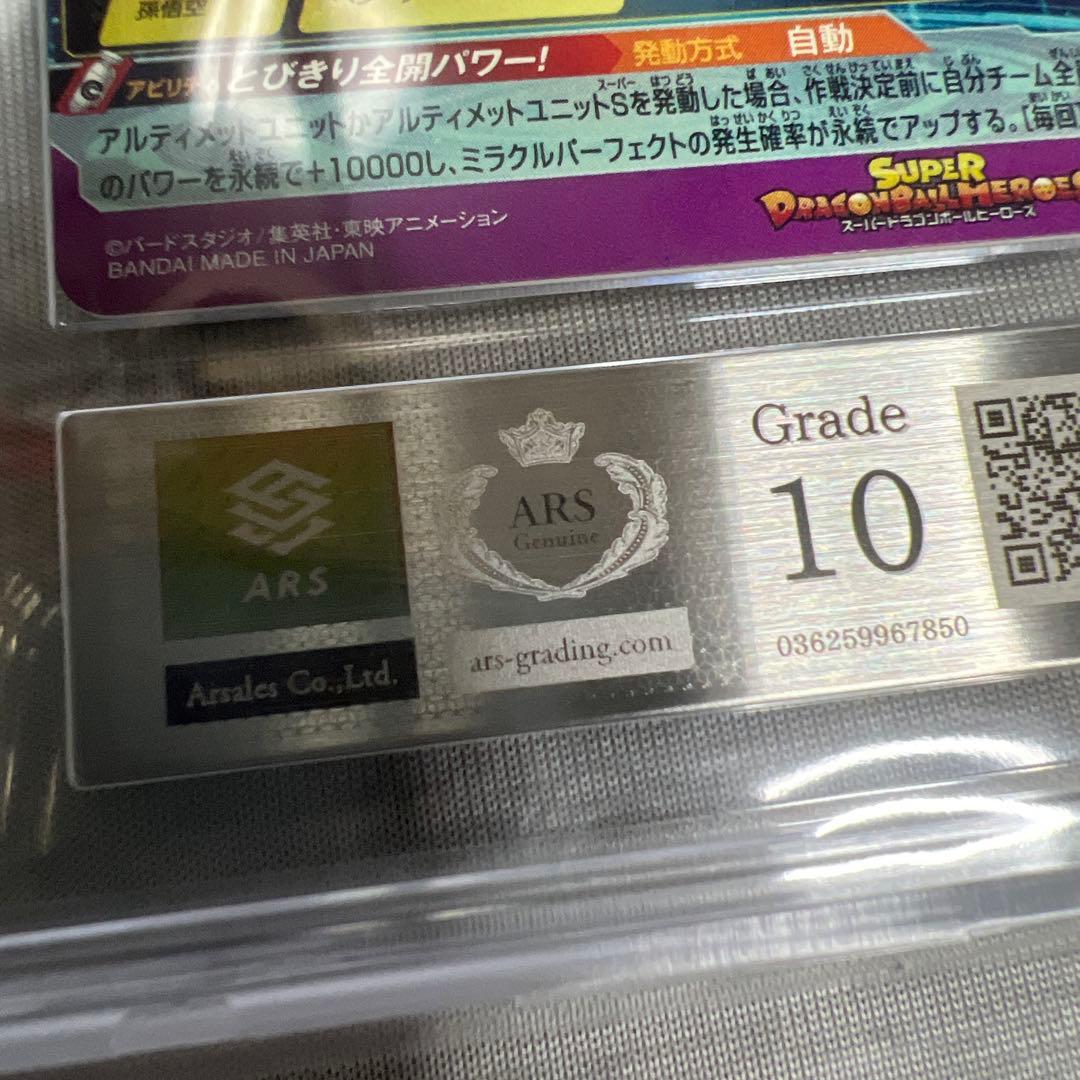 孫悟空
アビリティ とびきり全開パワー! 発動方式 自動
アルティメットユニットかアルティメットユニットSを発動した場合、作戦決定前に自分チーム全員
のパワーを永続で+10000し、ミラクルパーフェクトの発生確率が永続でアップする。[毎回]
SUPER
DRAGONBALL HEROES
スーパードラゴンボールヒーローズ
©バードスタジオ/集英社・東映アニメーション
BANDAI MADE IN JAPAN
ARS
Arsales Co.,Ltd.
ARS
Genuine
ars-grading.com
Grade
10
036259967850